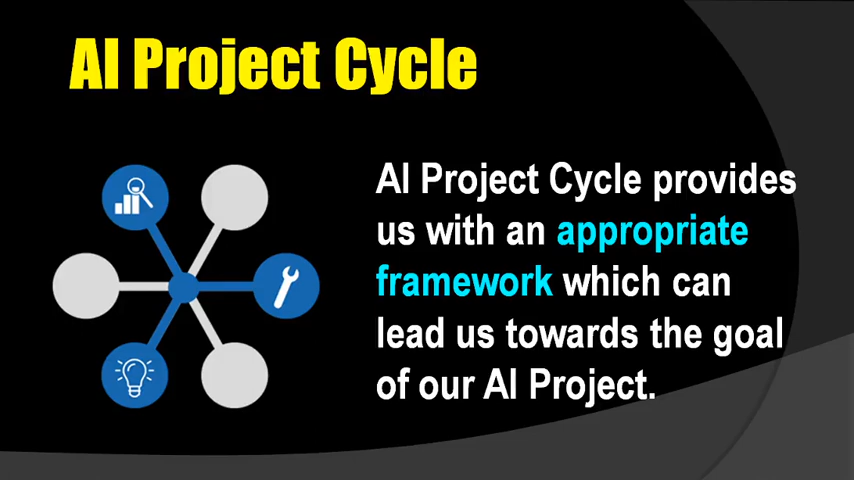 AI Project Cycle
AI Project Cycle provides
us with an appropriate
framework which can
lead us towards the goal
of our AI Project.